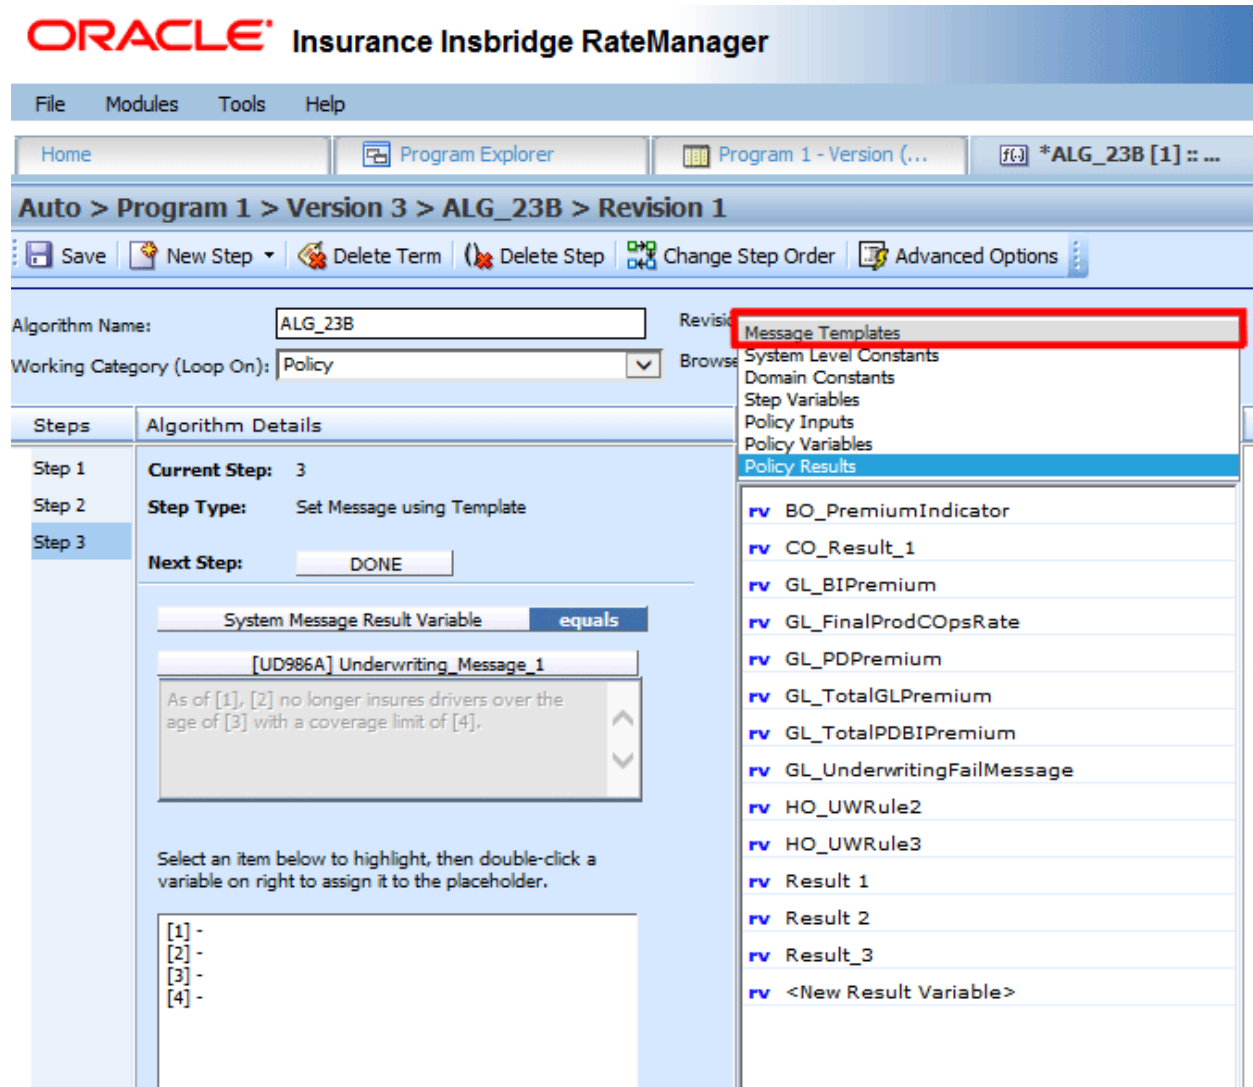 ORACLE Insurance Insbridge RateManager
File Modules Tools Help
Home Program Explorer Program 1 - Version (... f(.) *ALG_23B [1] :: ...
Auto > Program 1 > Version 3 > ALG_23B > Revision 1
Save New Step Delete Term Delete Step Change Step Order Advanced Options
Algorithm Name: ALG_23B
Working Category (Loop On): Policy
Message Templates
System Level Constants
Domain Constants
Step Variables
Policy Inputs
Policy Variables
Policy Results
Steps
Step 1
Step 2
Step 3
Algorithm Details
Current Step: 3
Step Type: Set Message using Template
Next Step: DONE
System Message Result Variable equals
[UD986A] Underwriting_Message_1
As of [1], [2] no longer insures drivers over the
age of [3] with a coverage limit of [4].
Select an item below to highlight, then double-click a
variable on right to assign it to the placeholder.
[1] -
[2] -
[3] -
[4] -
rv BO_PremiumIndicator
rv CO_Result_1
rv GL_BIPremium
rv GL_FinalProdCOpsRate
rv GL_PDPremium
rv GL_TotalGLPremium
rv GL_TotalPDBIPremium
rv GL_UnderwritingFailMessage
rv HO_UWRule2
rv HO_UWRule3
rv Result 1
rv Result 2
rv Result_3
rv <New Result Variable>